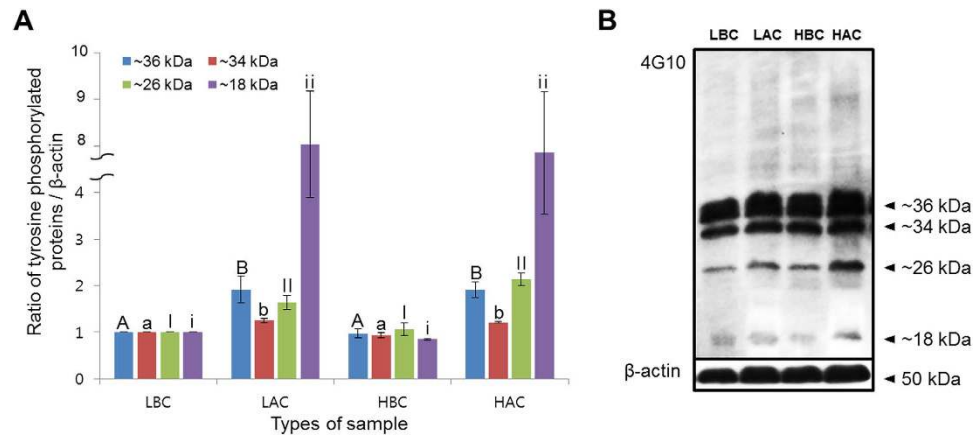 A
~36 kDa ~34 kDa
~26 kDa ~18 kDa
Ratio of tyrosine phosphorylated
proteins / β-actin
10
9
8
4
3
2
1
0
A a I i
B b II ii
A a I i
B b II ii
LBC LAC HBC HAC
Types of sample
B
LBC LAC HBC HAC
4G10
~36 kDa
~34 kDa
~26 kDa
~18 kDa
β-actin 50 kDa